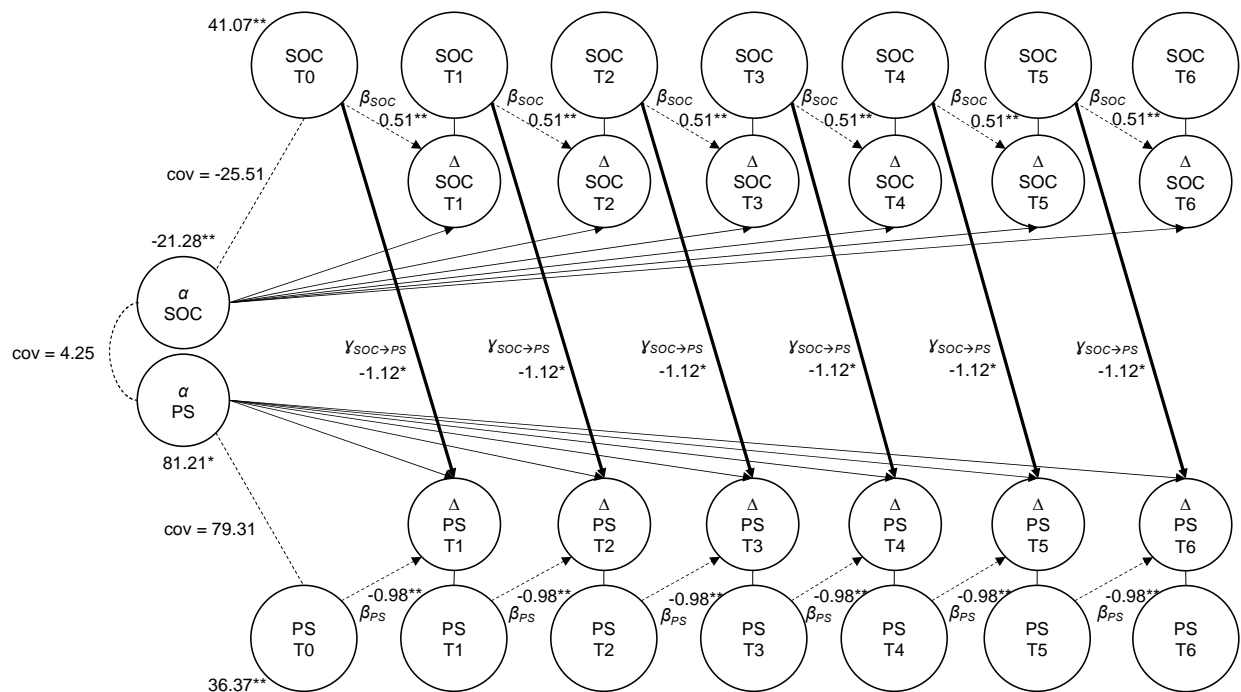 41.07**
SOC
T0
SOC
T1
SOC
T2
SOC
T3
SOC
T4
SOC
T5
SOC
T6
βSOC
0.51**
βSOC
0.51**
βSOC
0.51**
βSOC
0.51**
βSOC
0.51**
βSOC
0.51**
Δ
SOC
T1
Δ
SOC
T2
Δ
SOC
T3
Δ
SOC
T4
Δ
SOC
T5
Δ
SOC
T6
cov = -25.51
-21.28**
α
SOC
cov = 4.25
α
PS
81.21*
γSOC→PS
-1.12*
γSOC→PS
-1.12*
γSOC→PS
-1.12*
γSOC→PS
-1.12*
γSOC→PS
-1.12*
γSOC→PS
-1.12*
cov = 79.31
Δ
PS
T1
Δ
PS
T2
Δ
PS
T3
Δ
PS
T4
Δ
PS
T5
Δ
PS
T6
-0.98**
βPS
-0.98**
βPS
-0.98**
βPS
-0.98**
βPS
-0.98**
βPS
-0.98**
βPS
PS
T0
PS
T1
PS
T2
PS
T3
PS
T4
PS
T5
PS
T6
36.37**